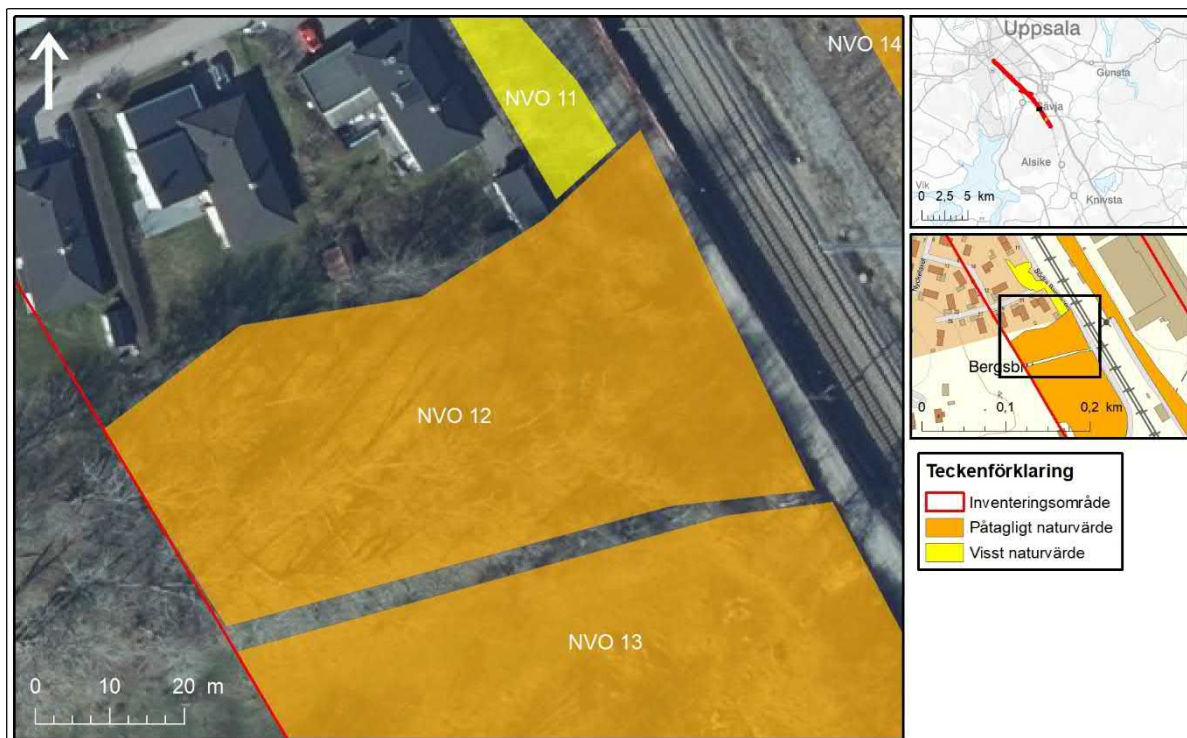 NVO 11
NVO 14
NVO 12
NVO 13
0 10 20 m
Uppsala
Gunsta
Sävja
Alsike
Vik
Knivsta
0 2,5 5 km
Bergsbr
0 0,1 0,2 km
Teckenförklaring
Inventeringsområde
Påtagligt naturvärde
Visst naturvärde